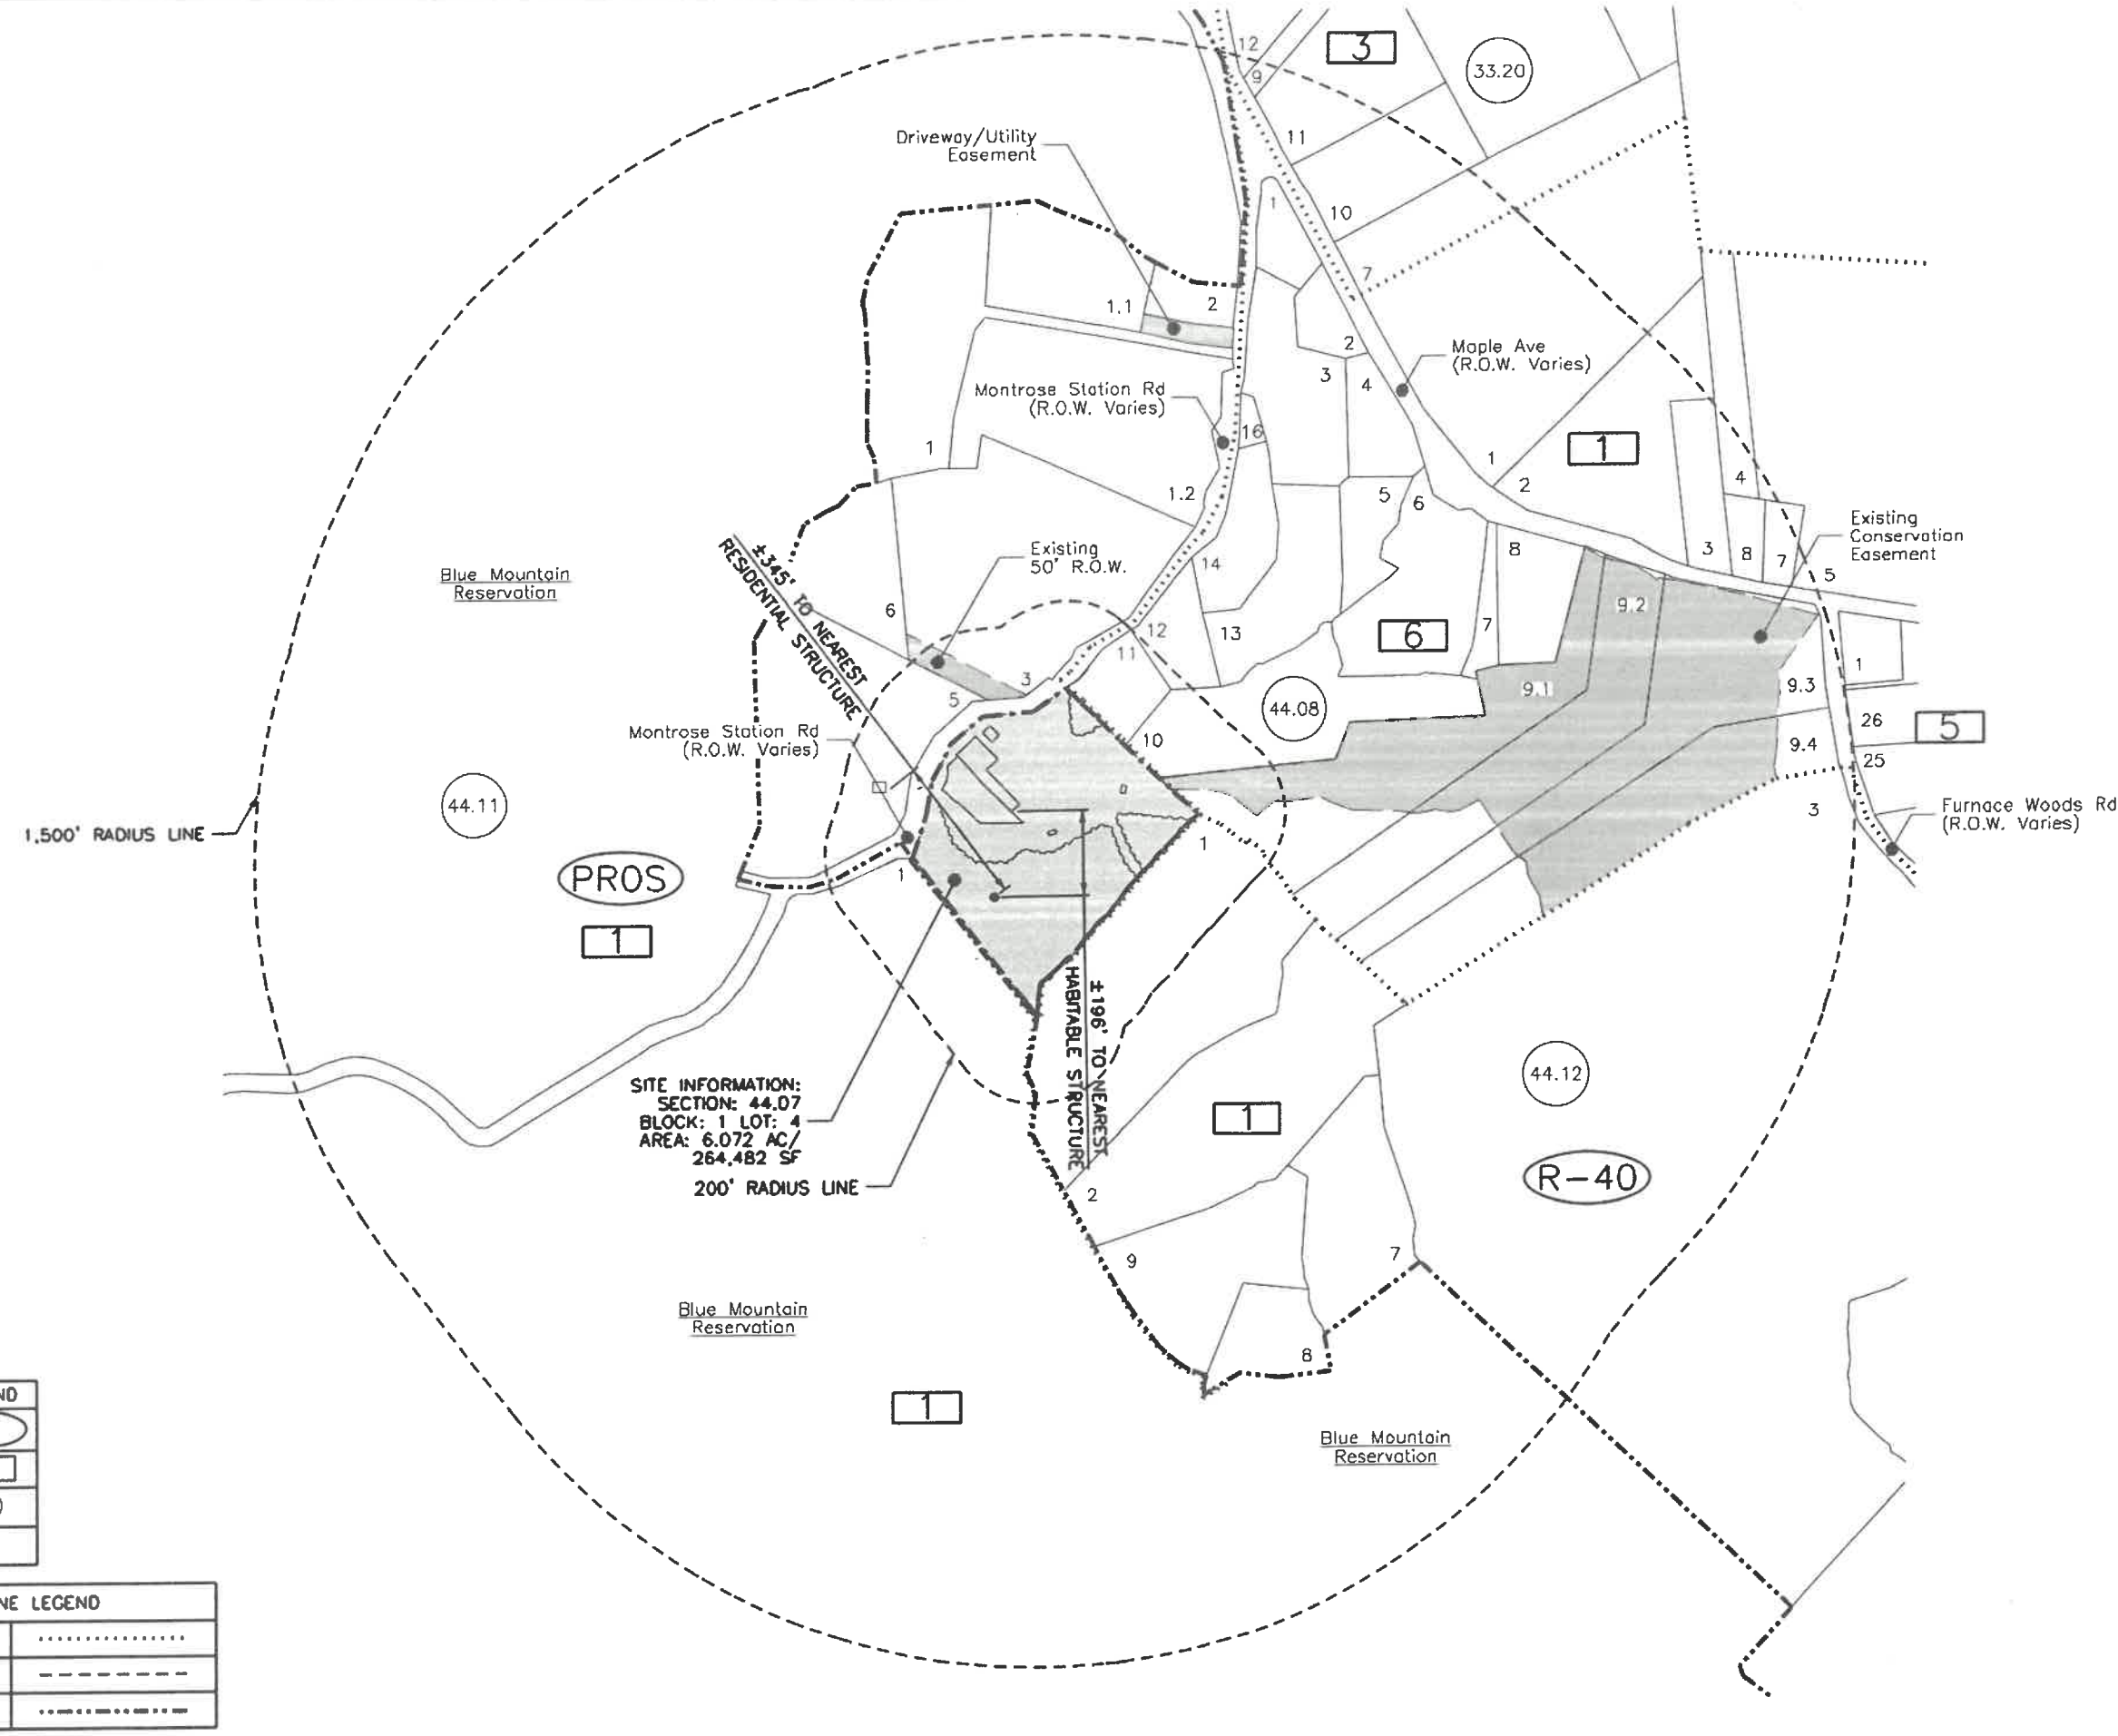 12
3
33.20
9
11
Driveway/Utility
Easement
1
10
7
1.1
2
Maple Ave
(R.O.W. Varies)
2
3
4
Montrose Station Rd
(R.O.W. Varies)
16
1
1
1
2
4
1.2
5
6
Existing
Conservation
Easement
Existing
50' R.O.W.
14
8
3
8
7
5
±345' TO NEAREST
RESIDENTIAL STRUCTURE
Blue Mountain
Reservation
6
12
13
11
6
7
9.2
1
3
5
44.08
9.1
9.3
26
5
Montrose Station Rd
(R.O.W. Varies)
10
9.4
25
44.11
3
Furnace Woods Rd
(R.O.W. Varies)
1,500' RADIUS LINE
1
1
PROS
1
±196' TO NEAREST
HABITABLE STRUCTURE
SITE INFORMATION:
SECTION: 44.07
BLOCK: 1 LOT: 4
AREA: 6.072 AC/
264,482 SF
200' RADIUS LINE
44.12
1
R-40
2
9
7
Blue Mountain
Reservation
8
1
Blue Mountain
Reservation
ND
NE LEGEND